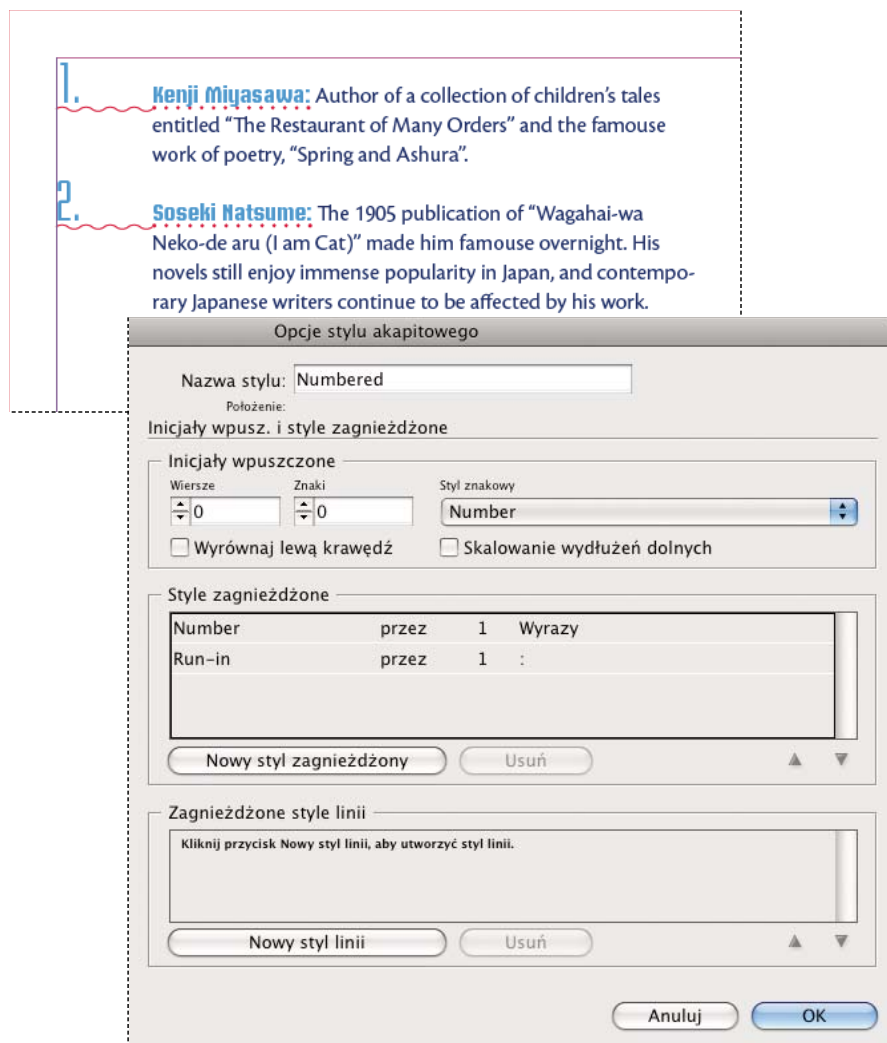 1. Kenji Miyasawa: Author of a collection of children’s tales
entitled “The Restaurant of Many Orders” and the famouse
work of poetry, “Spring and Ashura”.
2. Soseki Natsume: The 1905 publication of “Wagahai-wa
Neko-de aru (I am Cat)” made him famouse overnight. His
novels still enjoy immense popularity in Japan, and contempo-
rary Japanese writers continue to be affected by his work.
Opcje stylu akapitowego
Nazwa stylu: Numbered
Położenie:
Inicjały wpusz. i style zagnieżdżone
Inicjały wpuszczone
Wiersze Znaki Styl znakowy
0 0 Number
Wyrównaj lewą krawędź Skalowanie wydłużeń dolnych
Style zagnieżdżone
Number przez 1 Wyrazy
Run-in przez 1 :
Nowy styl zagnieżdżony Usuń
Zagnieżdżone style linii
Kliknij przycisk Nowy styl linii, aby utworzyć styl linii.
Nowy styl linii Usuń
Anuluj OK